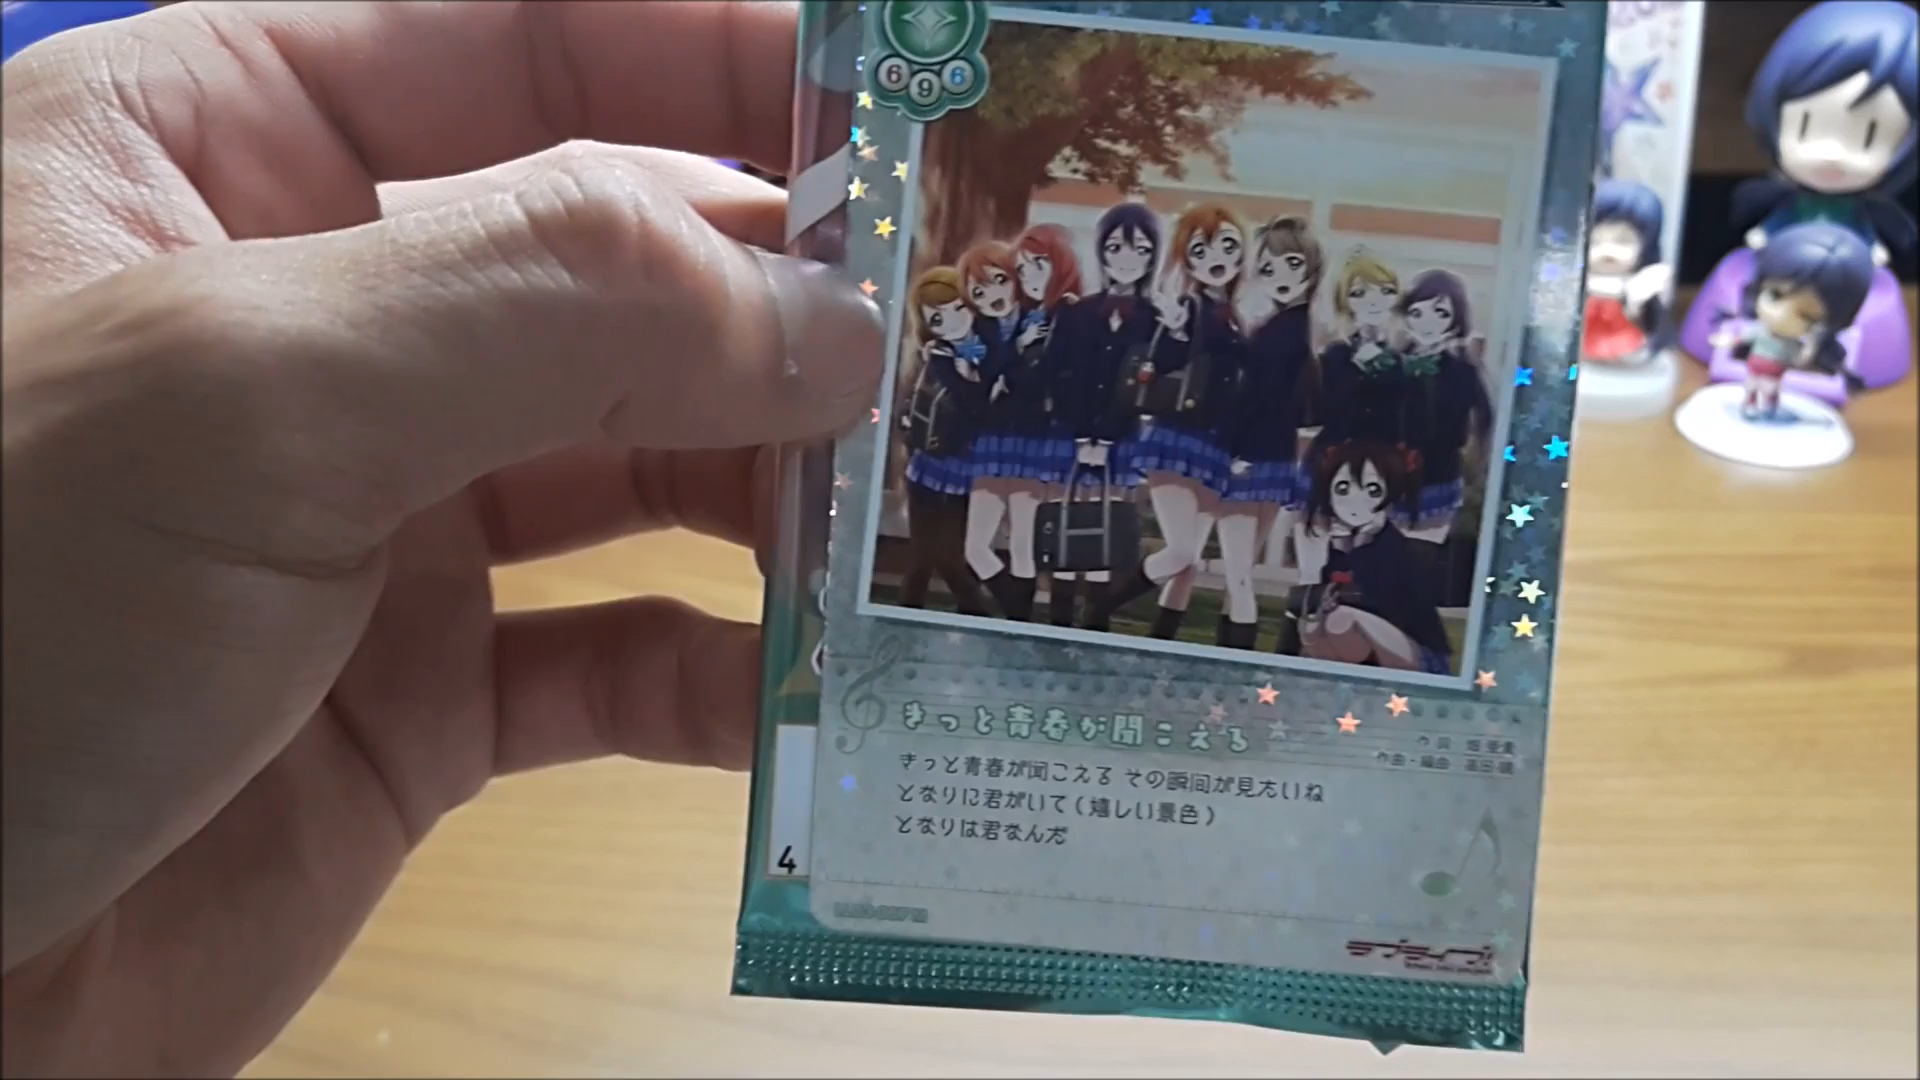 6
9
6
きっと青春が聞こえる
作詞 畑 亜貴
作曲・編曲 高田 暁
きっと青春が聞こえる その瞬間が見たいね
となりに君がいて(嬉しい景色)
となりは君なんだ
4
ラブライブ!